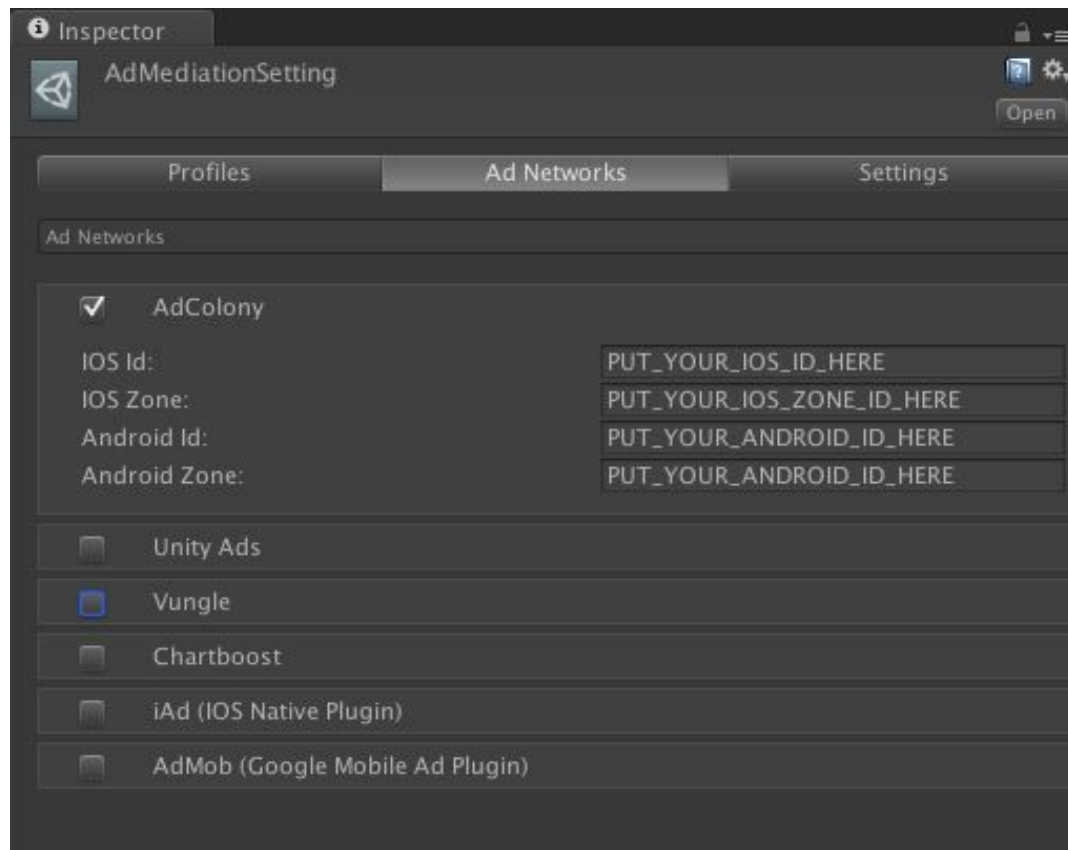 Inspector
AdMediationSetting
Open
Profiles Ad Networks Settings
Ad Networks
AdColony
IOS Id: PUT_YOUR_IOS_ID_HERE
IOS Zone: PUT_YOUR_IOS_ZONE_ID_HERE
Android Id: PUT_YOUR_ANDROID_ID_HERE
Android Zone: PUT_YOUR_ANDROID_ID_HERE
Unity Ads
Vungle
Chartboost
iAd (IOS Native Plugin)
AdMob (Google Mobile Ad Plugin)